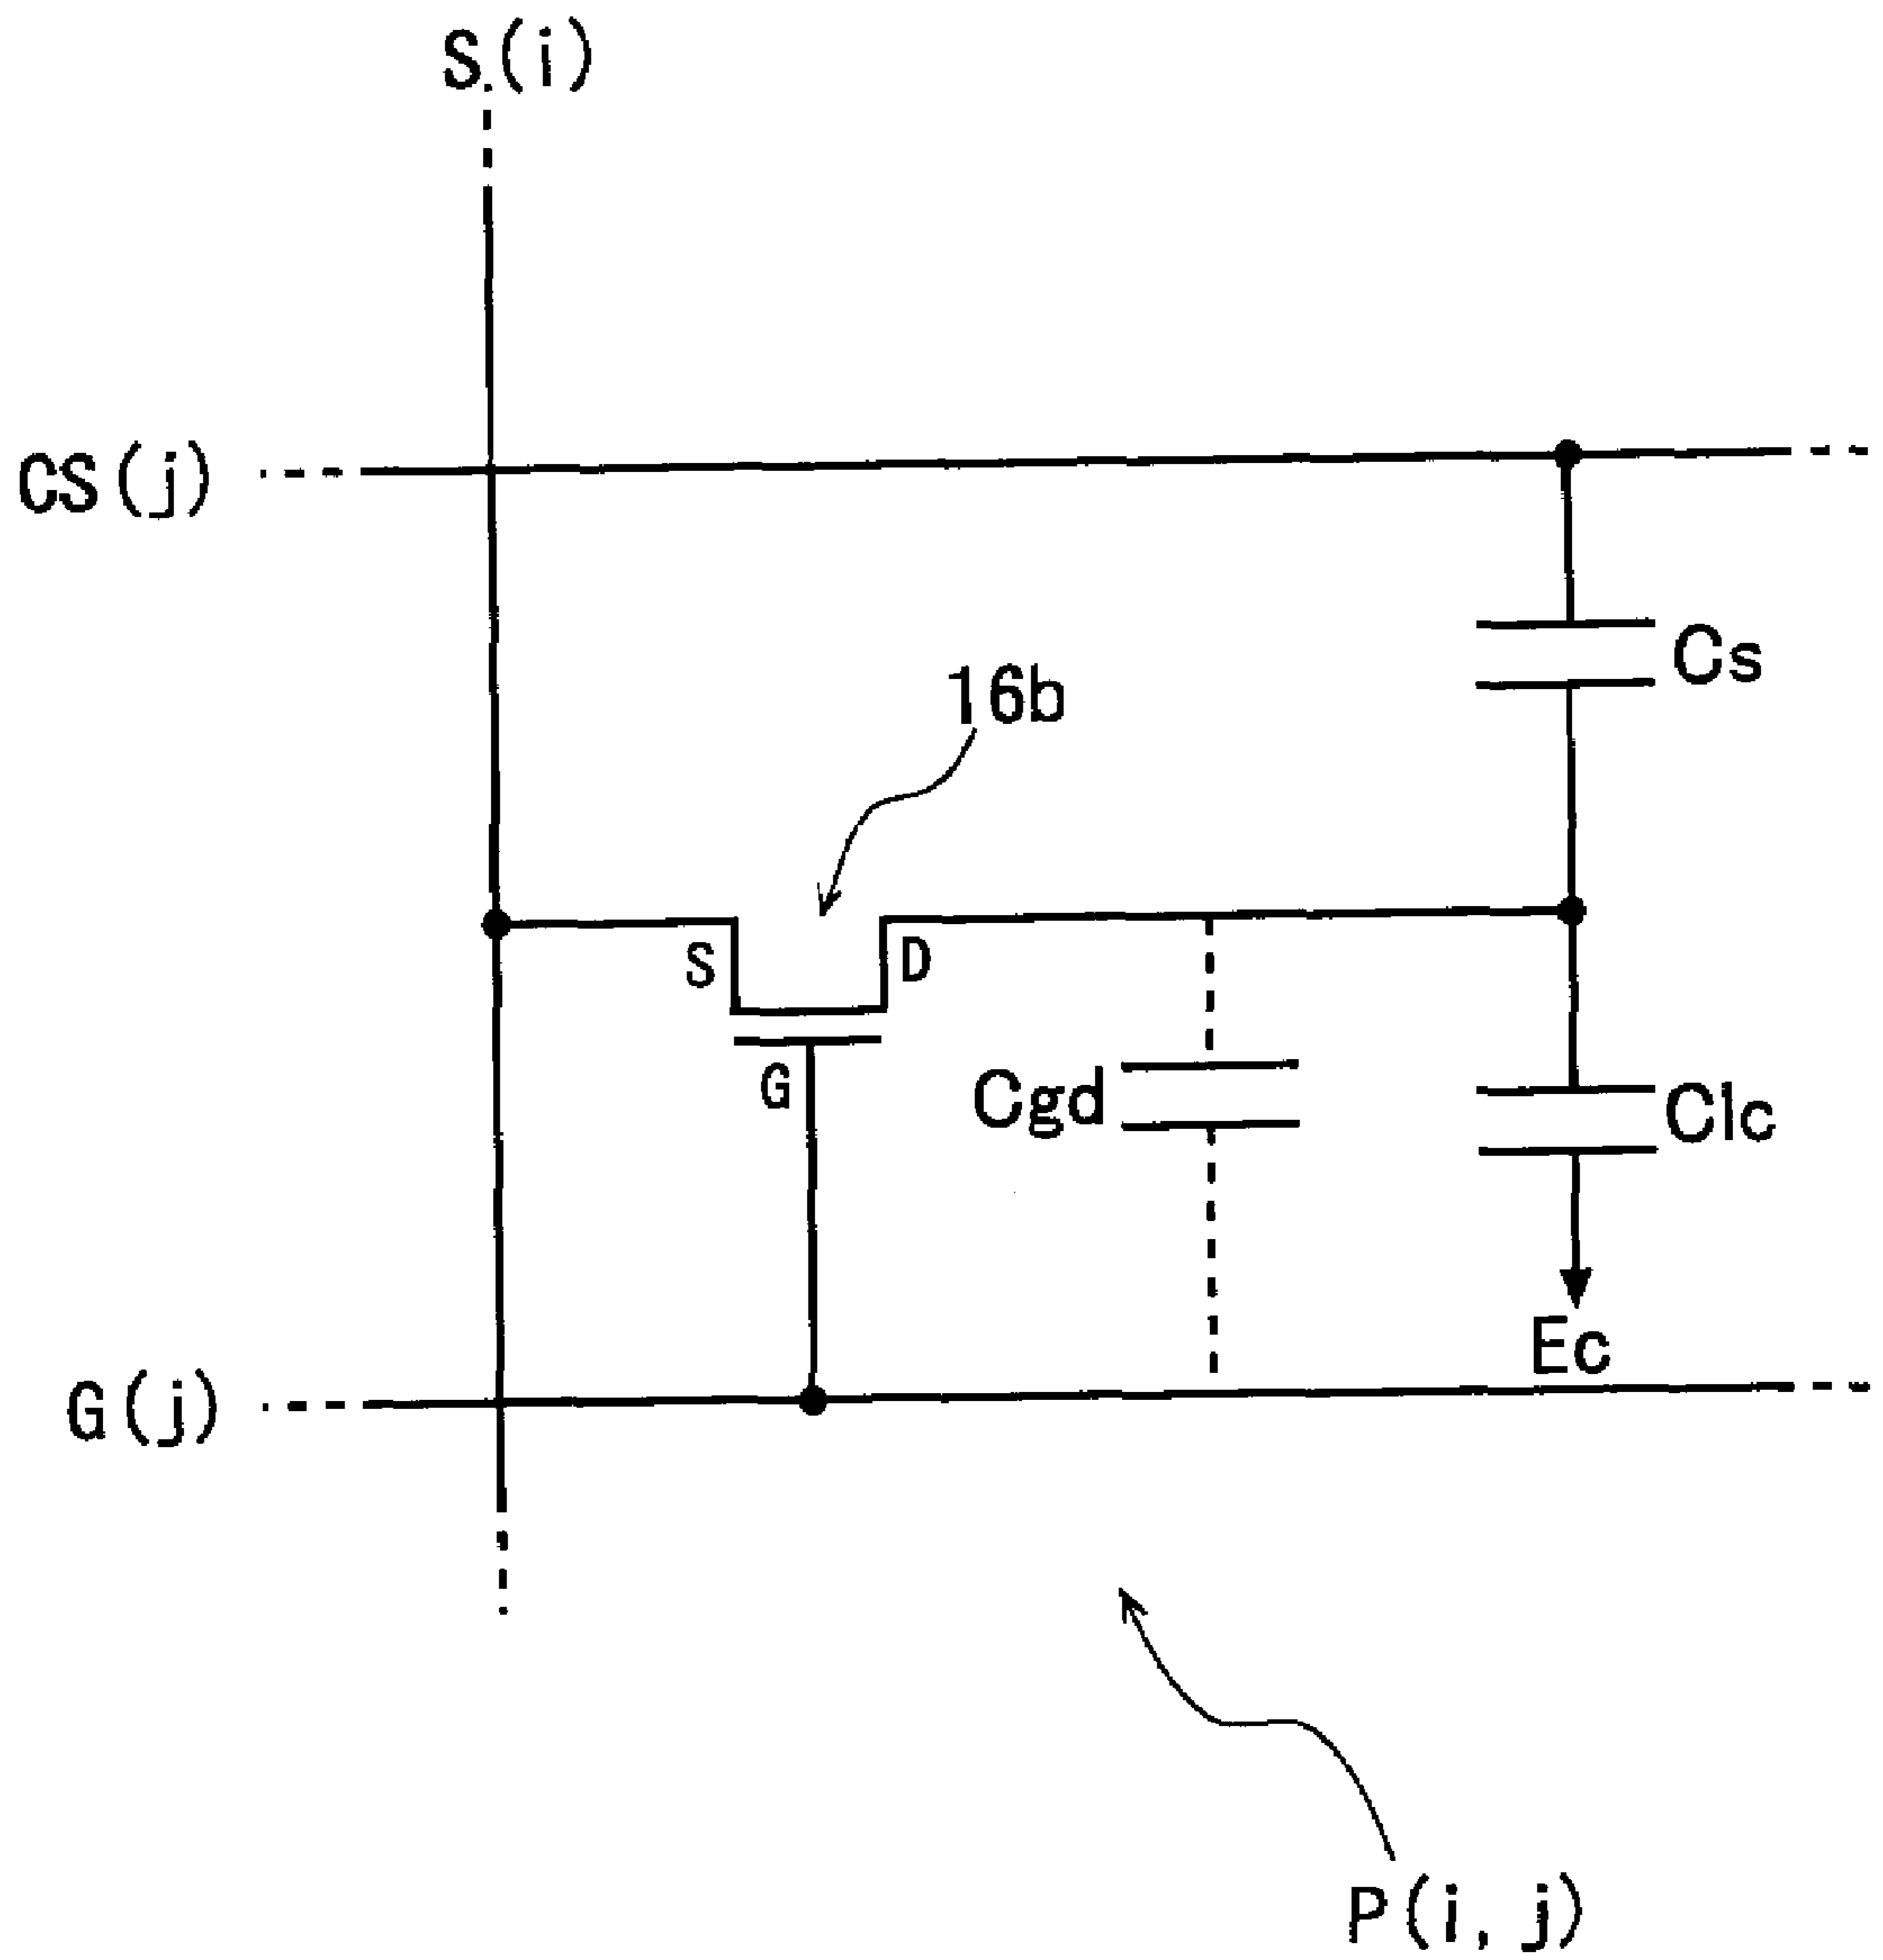 S(i)
CS(j)
Cs
16b
S
D
G
Cgd
Clc
Ec
G(j)
P(i, j)